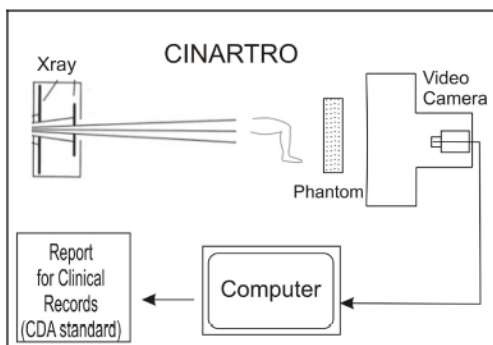 CINARTRO
Xray
Video
Camera
Phantom
Report
for Clinical
Records
(CDA standard)
Computer